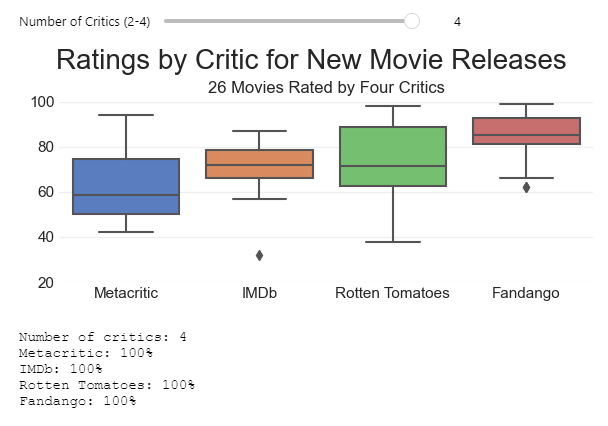 Number of Critics (2-4) 4
Ratings by Critic for New Movie Releases
26 Movies Rated by Four Critics
100
80
60
40
20
Metacritic IMDb Rotten Tomatoes Fandango
Number of critics: 4
Metacritic: 100%
IMDb: 100%
Rotten Tomatoes: 100%
Fandango: 100%